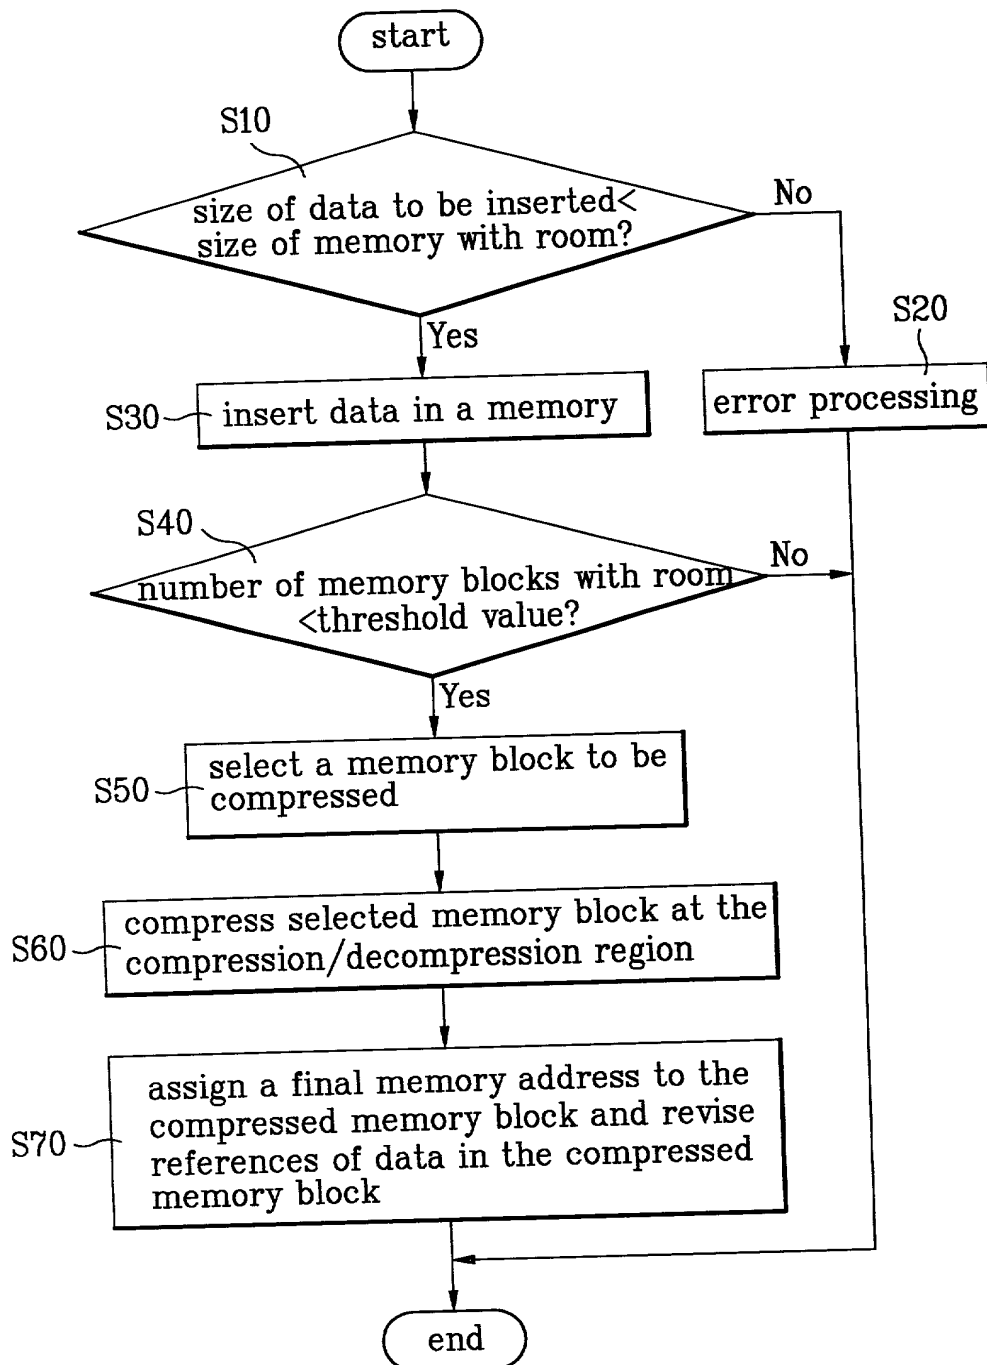 start
S10
size of data to be inserted<
size of memory with room?
No
Yes
S20
error processing
S30
insert data in a memory
S40
number of memory blocks with room
<threshold value?
No
Yes
S50
select a memory block to be
compressed
S60
compress selected memory block at the
compression/decompression region
S70
assign a final memory address to the
compressed memory block and revise
references of data in the compressed
memory block
end